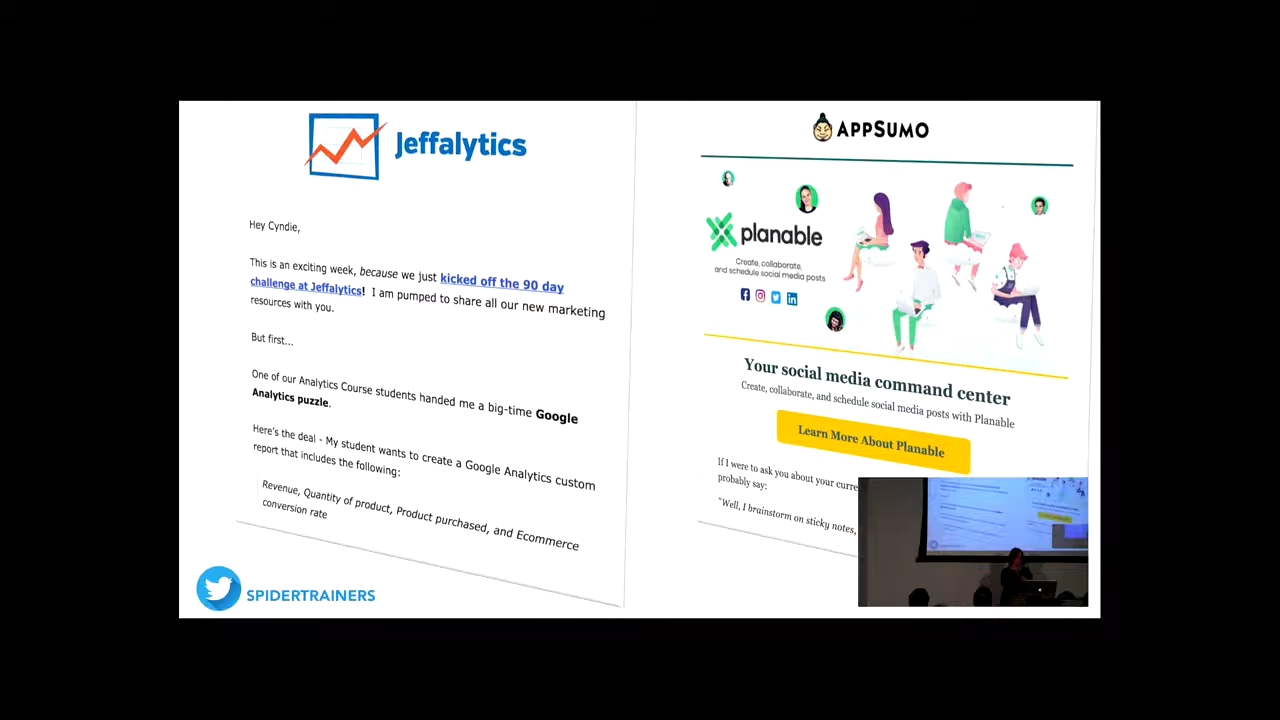 Jeffalytics
Hey Cyndie,
This is an exciting week, because we just kicked off the 90 day
challenge at Jeffalytics! I am pumped to share all our new marketing
resources with you.
But first...
One of our Analytics Course students handed me a big-time Google
Analytics puzzle.
Here's the deal - My student wants to create a Google Analytics custom
report that includes the following:
Revenue, Quantity of product, Product purchased, and Ecommerce
conversion rate
SPIDERTRAINERS
APPSUMO
planable
Create, collaborate,
and schedule social media posts
Your social media command center
Create, collaborate, and schedule social media posts with Planable
Learn More About Planable
If I were to ask you about your curre
probably say:
"Well, I brainstorm on sticky notes,